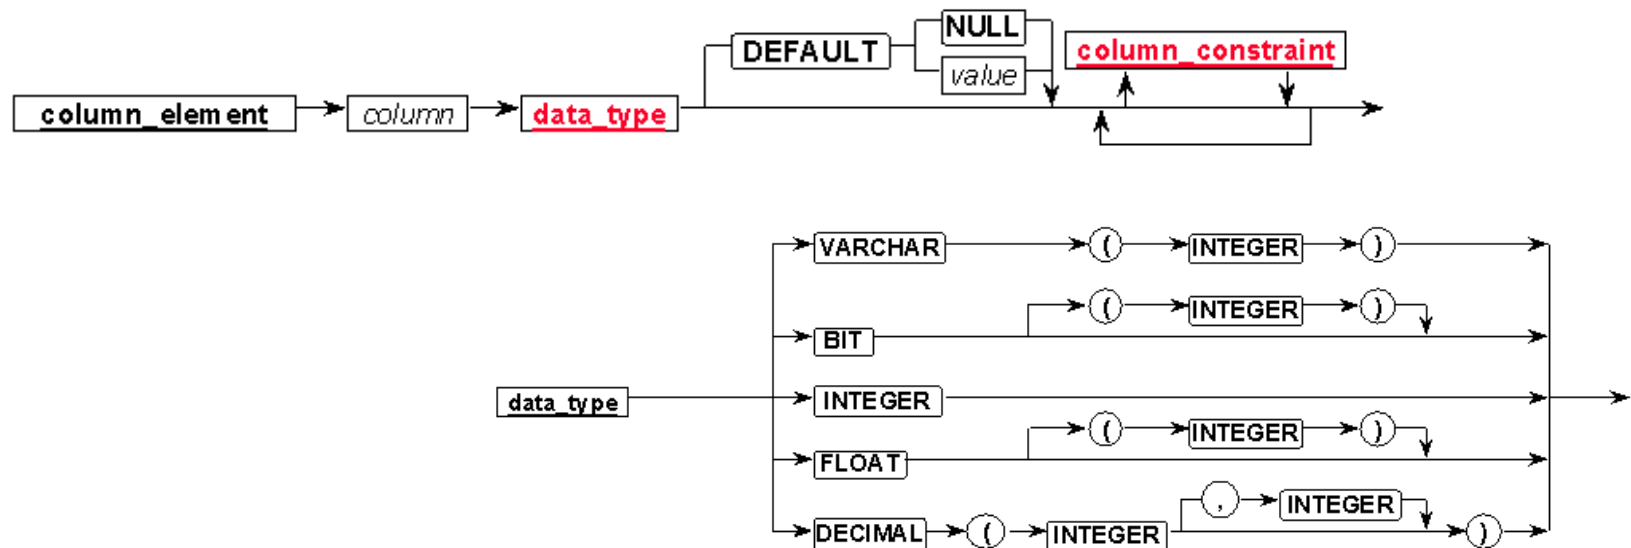 DEFAULT NULL
value
column_constraint
column_element column data_type
VARCHAR ( INTEGER )
( INTEGER )
BIT
data_type INTEGER
( INTEGER )
FLOAT
, INTEGER
DECIMAL ( INTEGER )